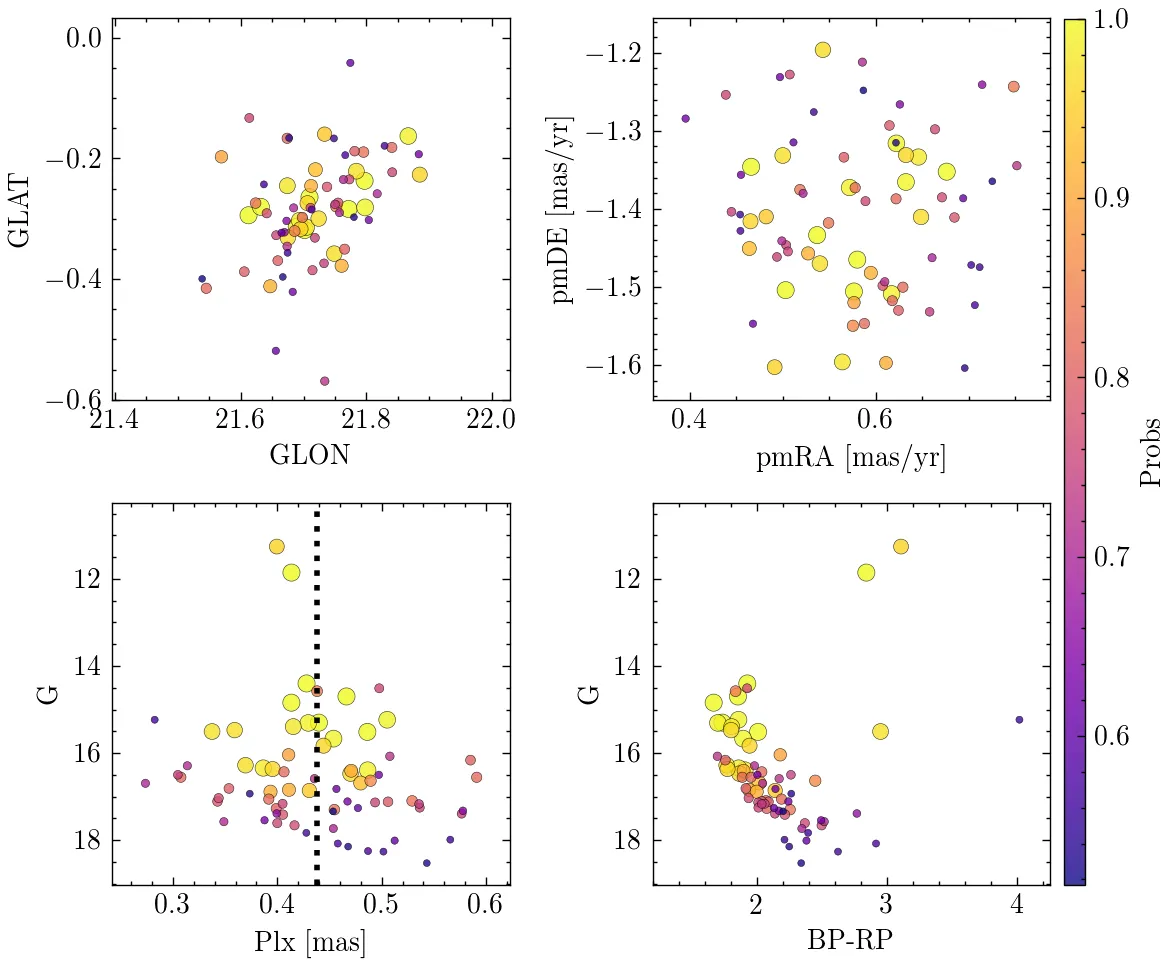 0.0
−0.2
−0.4
−0.6
GLAT
21.4 21.6 21.8 22.0
GLON
−1.2
−1.3
−1.4
−1.5
−1.6
pmDE [mas/yr]
0.4 0.6
pmRA [mas/yr]
1.0
0.9
0.8
0.7
0.6
Probs
12
14
16
18
G
0.3 0.4 0.5 0.6
Plx [mas]
12
14
16
18
G
2 3 4
BP-RP